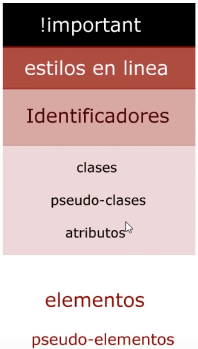 !important
estilos en linea
Identificadores
clases
pseudo-clases
atributos
elementos
pseudo-elementos